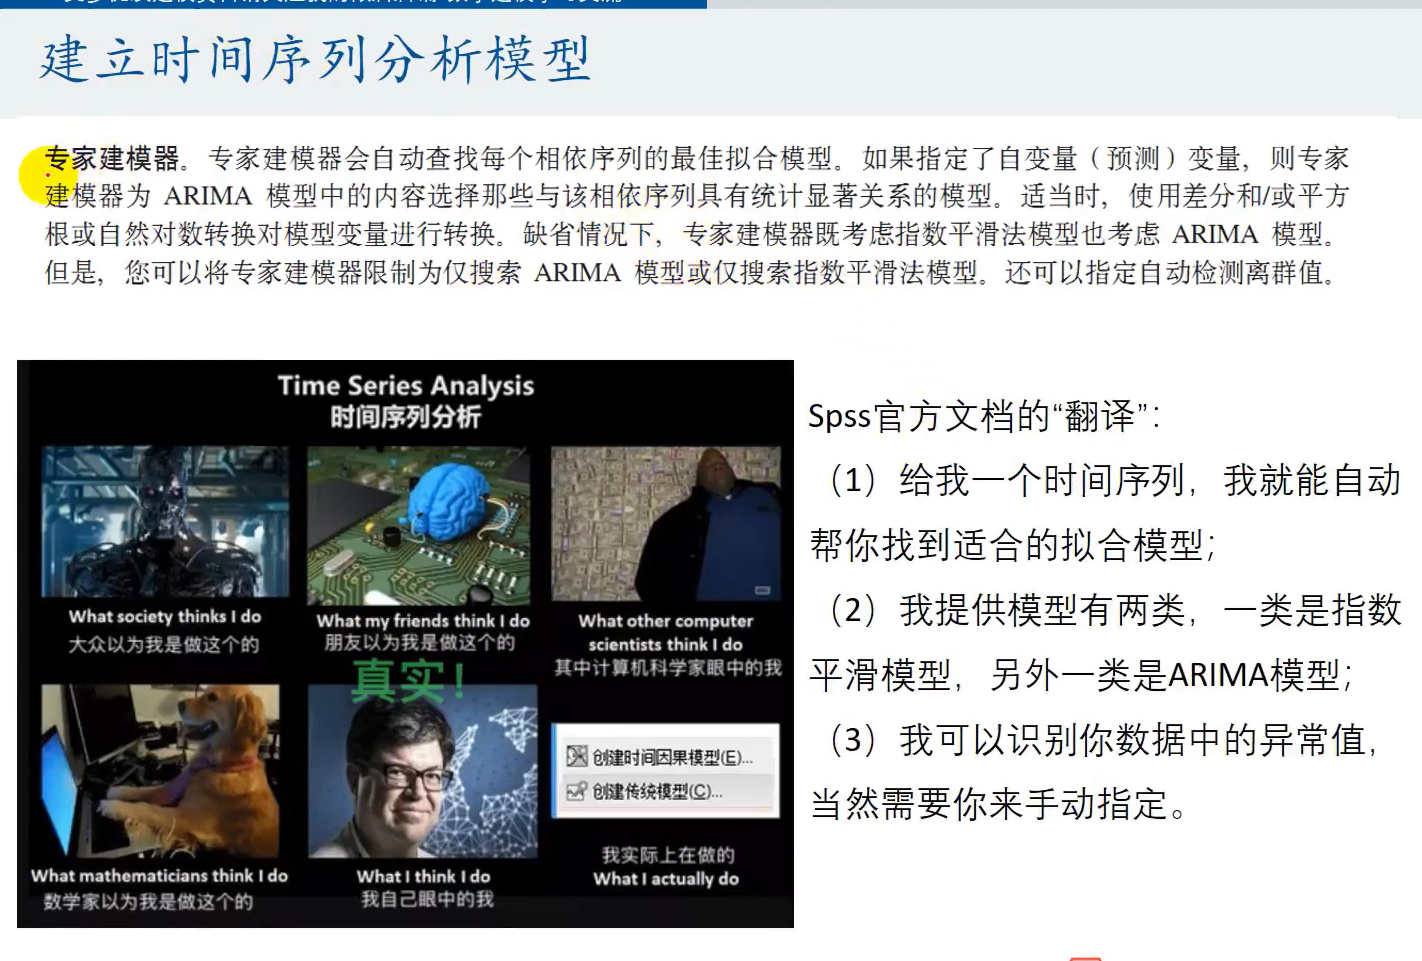 建立时间序列分析模型
专家建模器。专家建模器会自动查找每个相依序列的最佳拟合模型。如果指定了自变量（预测）变量，则专家
建模器为 ARIMA 模型中的内容选择那些与该相依序列具有统计显著关系的模型。适当时，使用差分和/或平方
根或自然对数转换对模型变量进行转换。缺省情况下，专家建模器既考虑指数平滑法模型也考虑 ARIMA 模型。
但是，您可以将专家建模器限制为仅搜索 ARIMA 模型或仅搜索指数平滑法模型。还可以指定自动检测离群值。
Time Series Analysis
时间序列分析
What society thinks I do
大众以为我是做这个的
What my friends think I do
朋友以为我是做这个的
What other computer
scientists think I do
其中计算机科学家眼中的我
真实！
创建时间因果模型(E)...
创建传统模型(C)...
What mathematicians think I do
数学家以为我是做这个的
What I think I do
我自己眼中的我
我实际上在做的
What I actually do
Spss官方文档的“翻译”：
（1）给我一个时间序列，我就能自动
帮你找到适合的拟合模型；
（2）我提供模型有两类，一类是指数
平滑模型，另外一类是ARIMA模型；
（3）我可以识别你数据中的异常值，
当然需要你来手动指定。